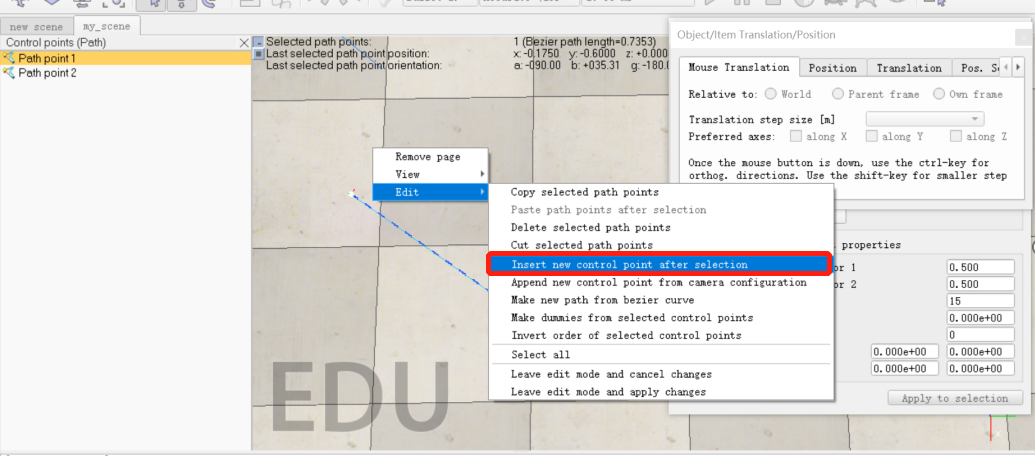 new scene
my_scene
Control points (Path)
Path point 1
Path point 2
Selected path points: 1 (Bezier path length=0.7353)
Last selected path point position: x:-0.1750 y:-0.6000 z:+0.000
Last selected path point orientation: a:-090.00 b:+035.31 g:-180.
Remove page
View
Edit
Copy selected path points
Paste path points after selection
Delete selected path points
Cut selected path points
Insert new control point after selection
Append new control point from camera configuration
Make new path from bezier curve
Make dummies from selected control points
Invert order of selected control points
Select all
Leave edit mode and cancel changes
Leave edit mode and apply changes
Object/Item Translation/Position
Mouse Translation
Position
Translation
Pos. S
Relative to:
World
Parent frame
Own frame
Translation step size [m]
Preferred axes:
along X
along Y
along Z
Once the mouse button is down, use the ctrl-key for
orthog. directions. Use the shift-key for smaller step
properties
or 1
0.500
or 2
0.500
15
0.000e+00
0
0.000e+00
0.000e+00
0.000e+00
0.000e+00
Apply to selection
EDU